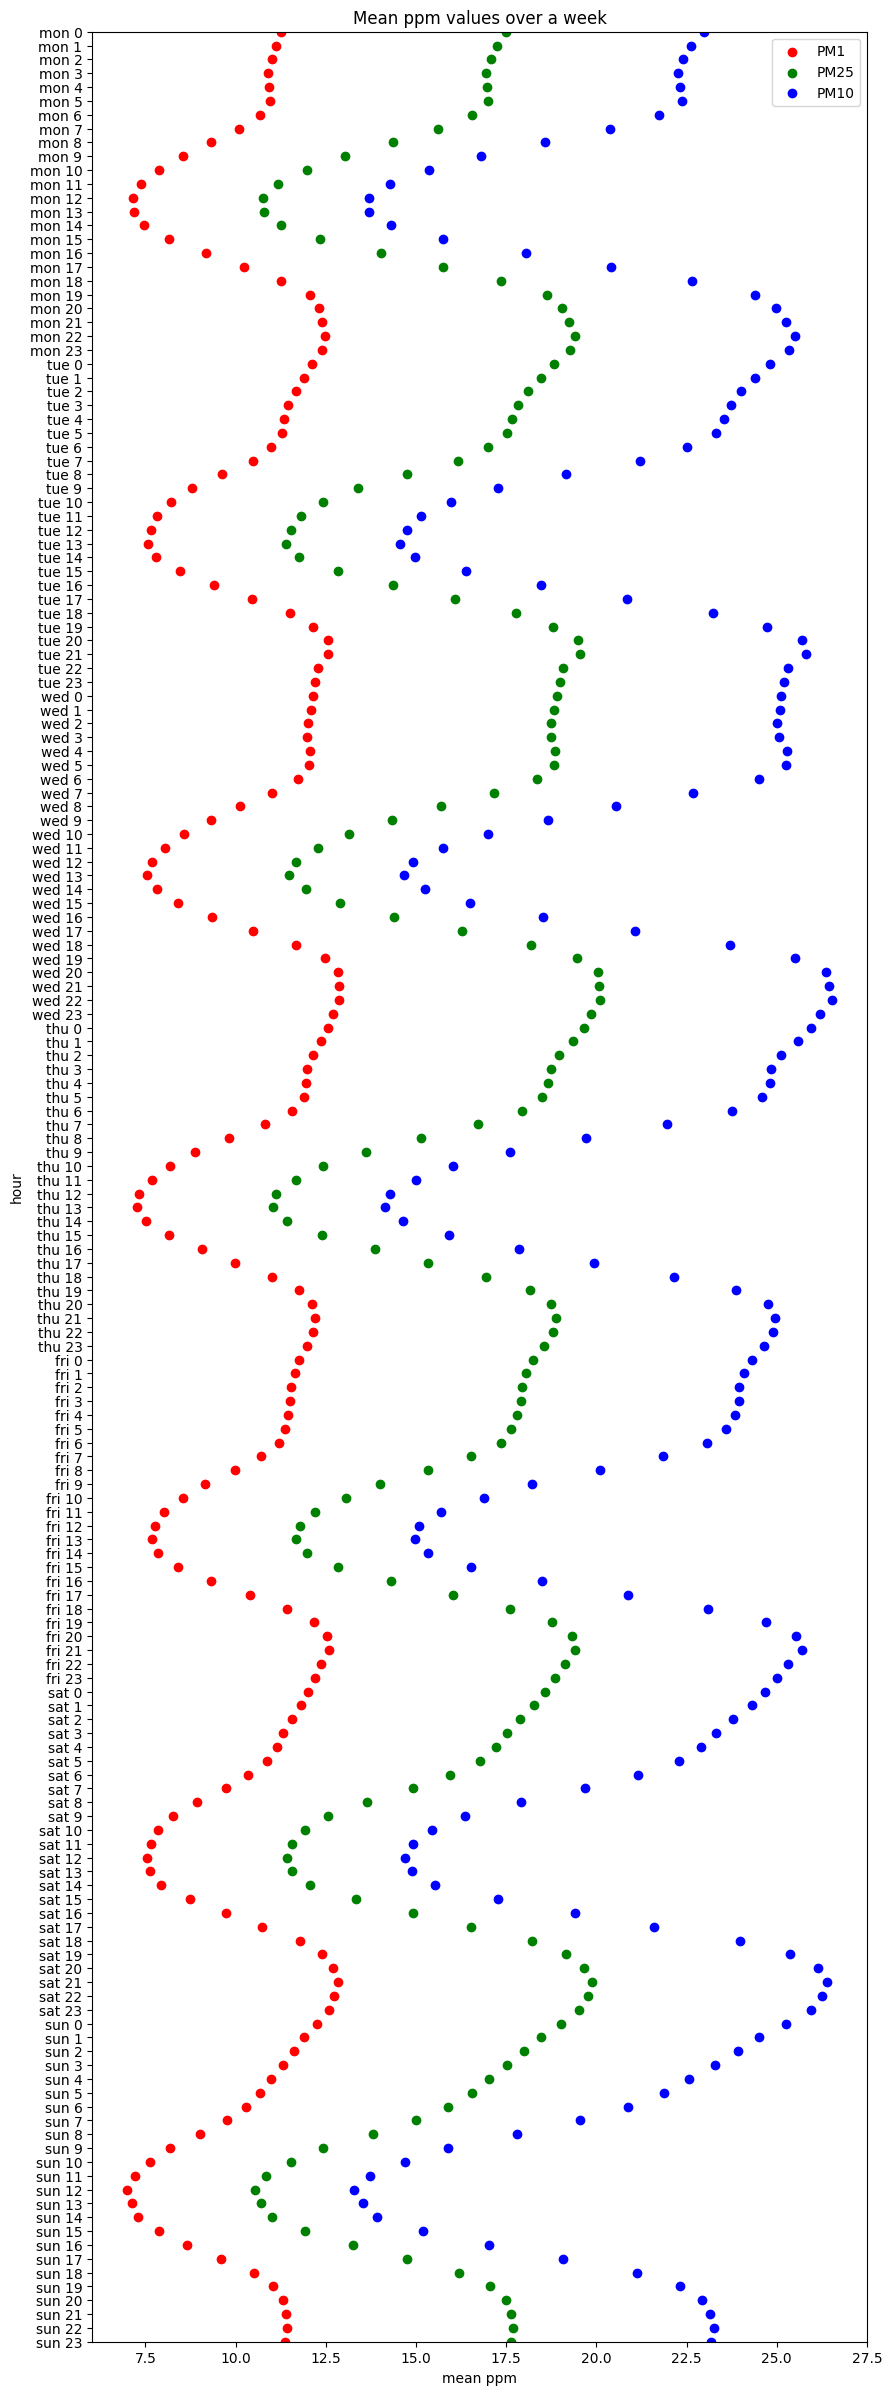 Mean ppm values over a week
PM1
PM25
PM10
mon 0
mon 1
mon 2
mon 3
mon 4
mon 5
mon 6
mon 7
mon 8
mon 9
mon 10
mon 11
mon 12
mon 13
mon 14
mon 15
mon 16
mon 17
mon 18
mon 19
mon 20
mon 21
mon 22
mon 23
tue 0
tue 1
tue 2
tue 3
tue 4
tue 5
tue 6
tue 7
tue 8
tue 9
tue 10
tue 11
tue 12
tue 13
tue 14
tue 15
tue 16
tue 17
tue 18
tue 19
tue 20
tue 21
tue 22
tue 23
wed 0
wed 1
wed 2
wed 3
wed 4
wed 5
wed 6
wed 7
wed 8
wed 9
wed 10
wed 11
wed 12
wed 13
wed 14
wed 15
wed 16
wed 17
wed 18
wed 19
wed 20
wed 21
wed 22
wed 23
thu 0
thu 1
thu 2
thu 3
thu 4
thu 5
thu 6
thu 7
thu 8
thu 9
thu 10
thu 11
thu 12
thu 13
thu 14
thu 15
thu 16
thu 17
thu 18
thu 19
thu 20
thu 21
thu 22
thu 23
fri 0
fri 1
fri 2
fri 3
fri 4
fri 5
fri 6
fri 7
fri 8
fri 9
fri 10
fri 11
fri 12
fri 13
fri 14
fri 15
fri 16
fri 17
fri 18
fri 19
fri 20
fri 21
fri 22
fri 23
sat 0
sat 1
sat 2
sat 3
sat 4
sat 5
sat 6
sat 7
sat 8
sat 9
sat 10
sat 11
sat 12
sat 13
sat 14
sat 15
sat 16
sat 17
sat 18
sat 19
sat 20
sat 21
sat 22
sat 23
sun 0
sun 1
sun 2
sun 3
sun 4
sun 5
sun 6
sun 7
sun 8
sun 9
sun 10
sun 11
sun 12
sun 13
sun 14
sun 15
sun 16
sun 17
sun 18
sun 19
sun 20
sun 21
sun 22
sun 23
hour
7.5 10.0 12.5 15.0 17.5 20.0 22.5 25.0 27.5
mean ppm